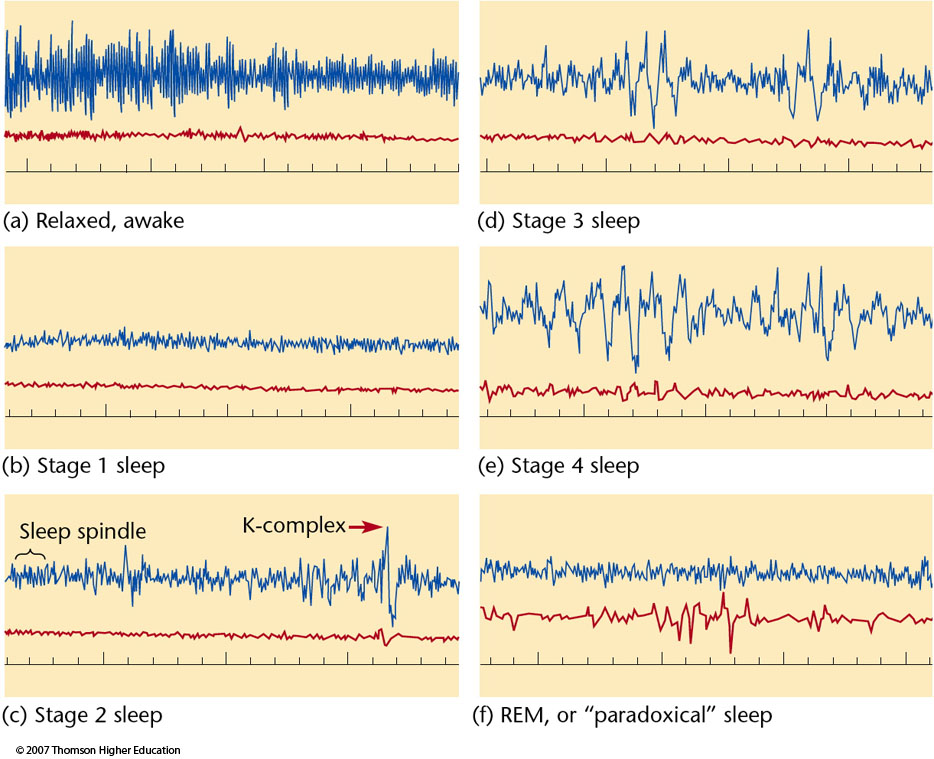 (a) Relaxed, awake
(d) Stage 3 sleep
(b) Stage 1 sleep
(e) Stage 4 sleep
Sleep spindle
K-complex
(c) Stage 2 sleep
(f) REM, or “paradoxical” sleep
© 2007 Thomson Higher Education